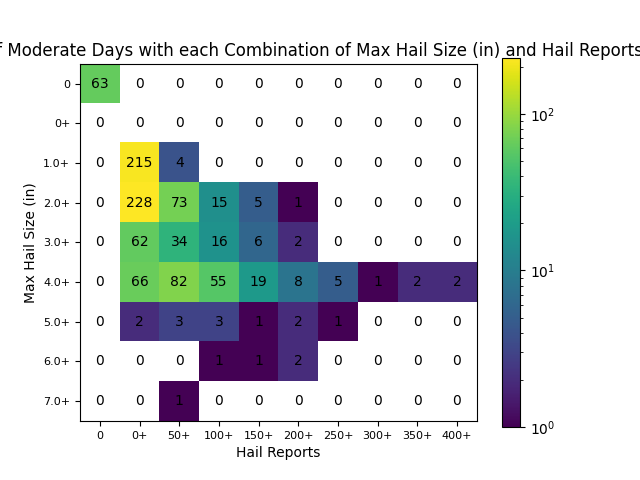 Moderate Days with each Combination of Max Hail Size (in) and Hail Reports
0 63 0 0 0 0 0 0 0 0 0
0+ 0 0 0 0 0 0 0 0 0 0
1.0+ 0 215 4 0 0 0 0 0 0 0
2.0+ 0 228 73 15 5 1 0 0 0 0
3.0+ 0 62 34 16 6 2 0 0 0 0
4.0+ 0 66 82 55 19 8 5 1 2 2
5.0+ 0 2 3 3 1 2 1 0 0 0
6.0+ 0 0 0 1 1 2 0 0 0 0
7.0+ 0 0 1 0 0 0 0 0 0 0
0 0+ 50+ 100+ 150+ 200+ 250+ 300+ 350+ 400+
Hail Reports
Max Hail Size (in)
10²
10¹
10⁰